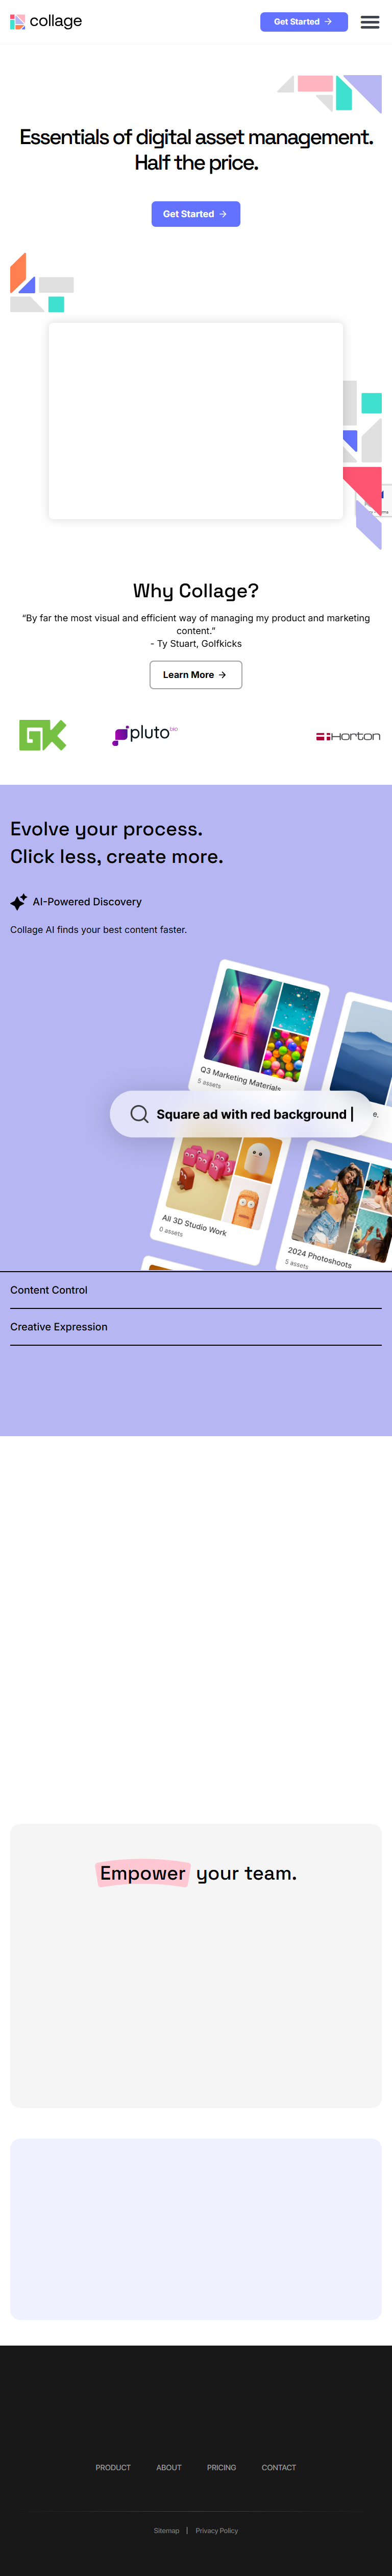 collage
Get Started →
Essentials of digital asset management.
Half the price.
Get Started →
Why Collage?
“By far the most visual and efficient way of managing my product and marketing
content.”
- Ty Stuart, Golfkicks
Learn More →
GK
pluto bio
HORTON
Evolve your process.
Click less, create more.
AI-Powered Discovery
Collage AI finds your best content faster.
Q3 Marketing Materials
5 assets
Square ad with red background |
All 3D Studio Work
0 assets
2024 Photoshoots
5 assets
Content Control
Creative Expression
Empower your team.
PRODUCT ABOUT PRICING CONTACT
Sitemap | Privacy Policy